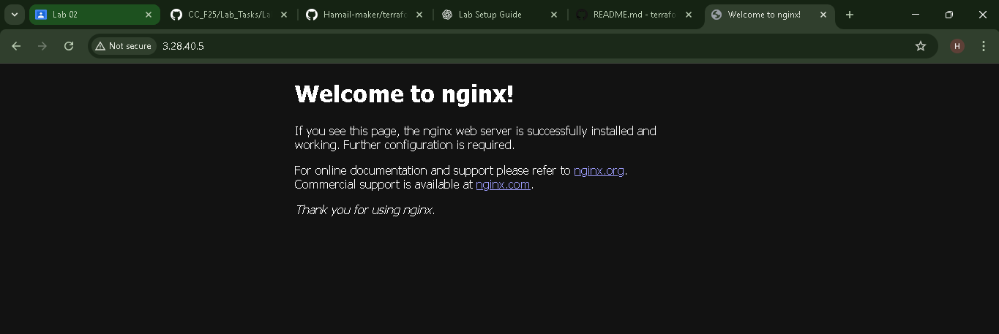 Lab 02
CC_F25/Lab_Tasks/La
Hamail-maker/terrafo
Lab Setup Guide
README.md - terrafo
Welcome to nginx!
Not secure
3.28.40.5
H
Welcome to nginx!
If you see this page, the nginx web server is successfully installed and
working. Further configuration is required.
For online documentation and support please refer to nginx.org.
Commercial support is available at nginx.com.
Thank you for using nginx.